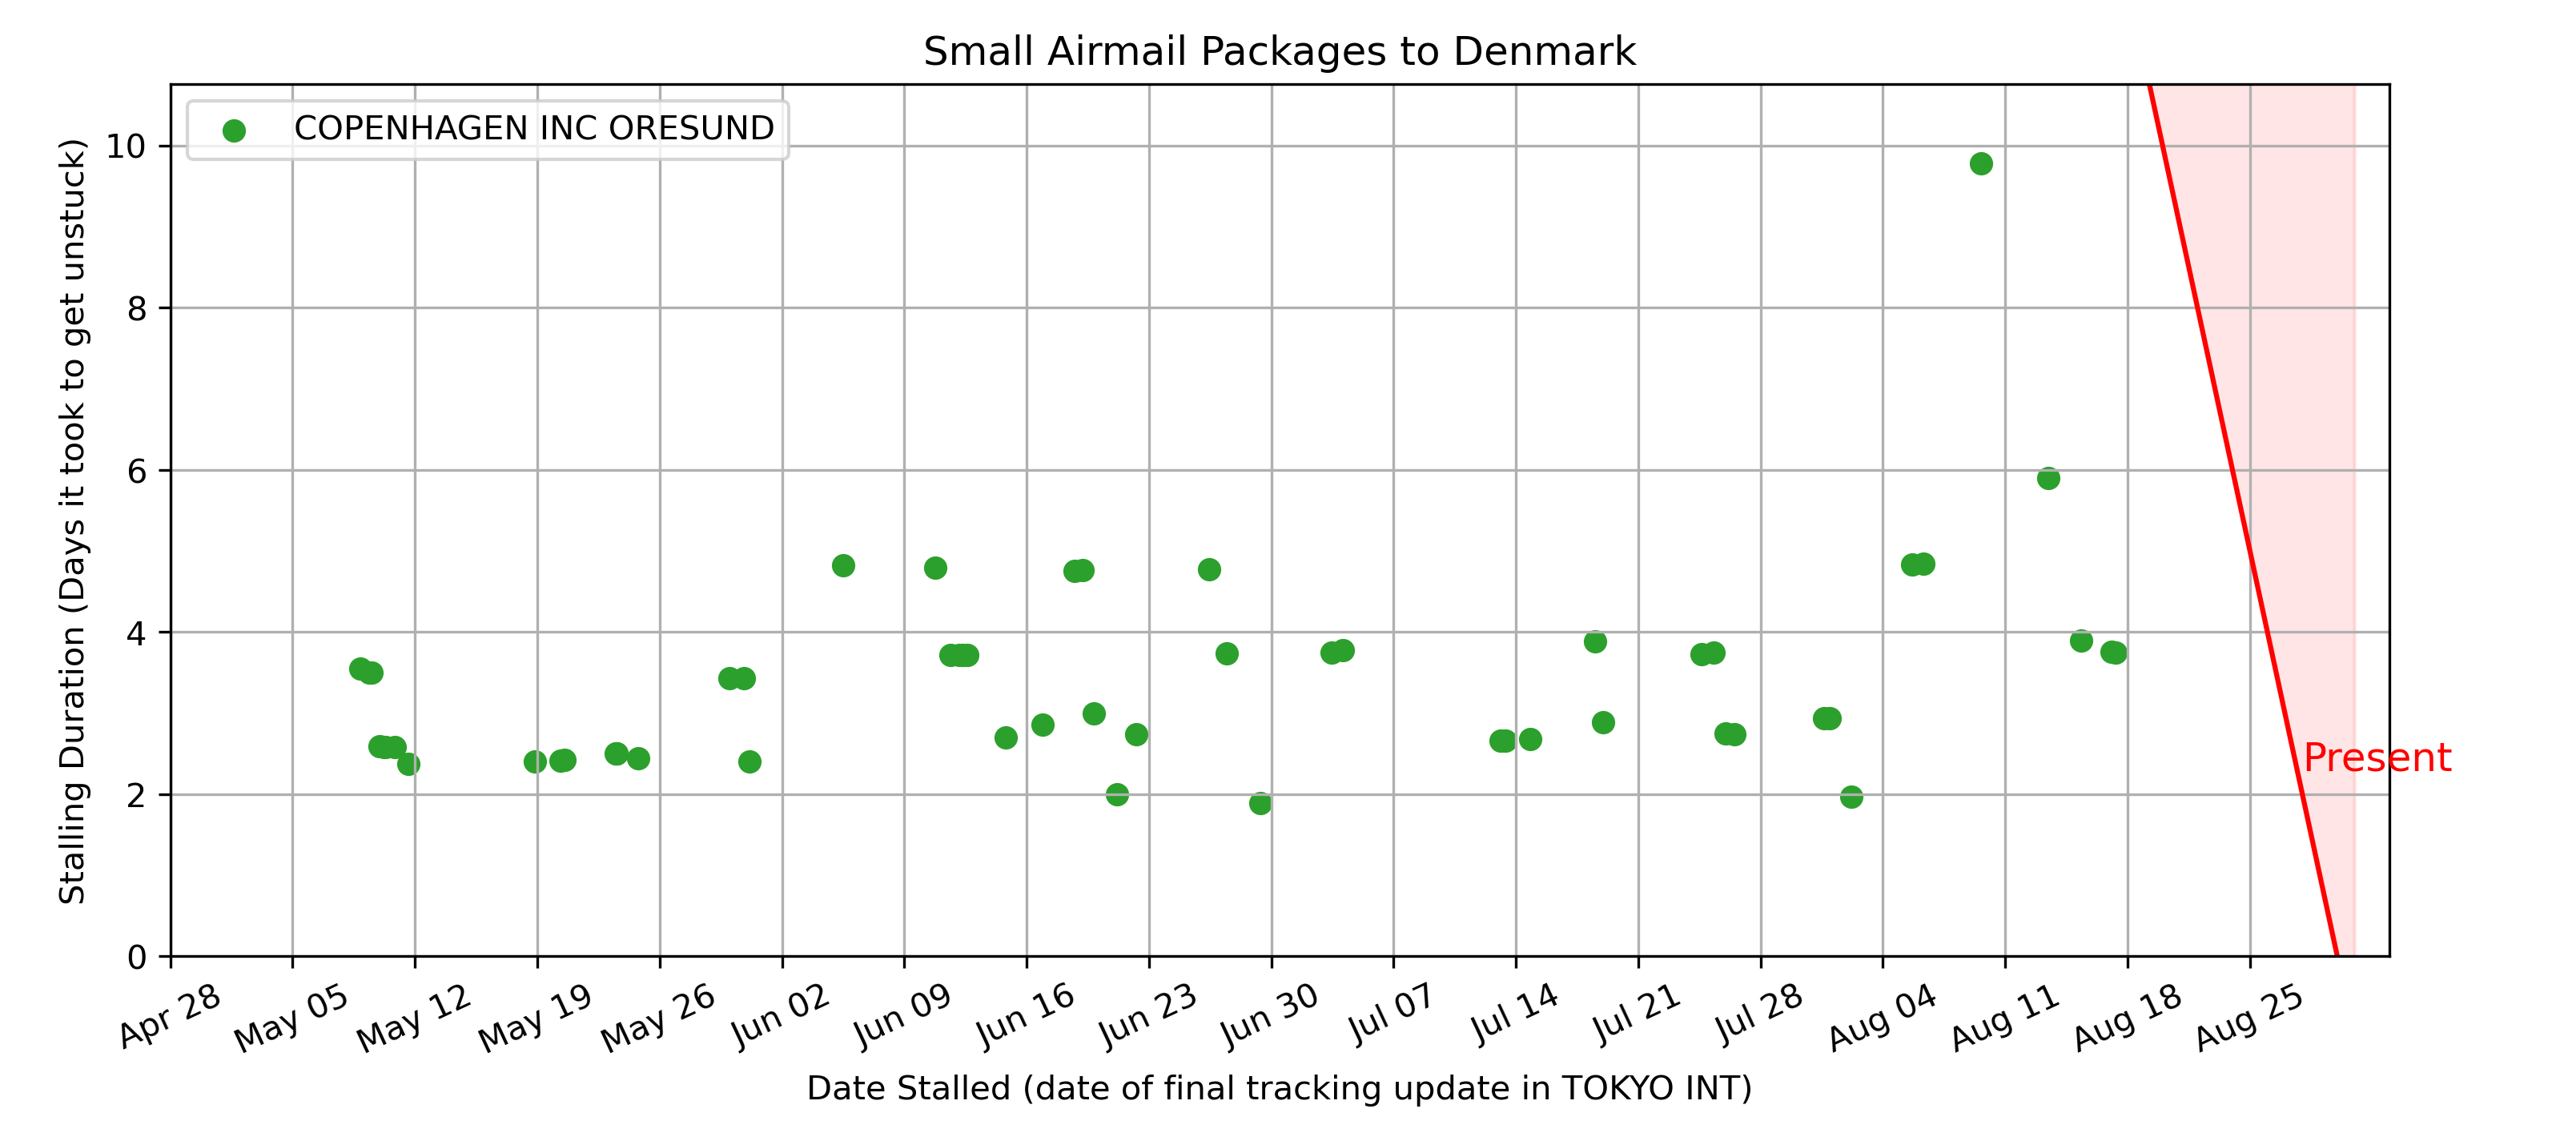 Small Airmail Packages to Denmark
COPENHAGEN INC ORESUND
Stalling Duration (Days it took to get unstuck)
10
8
6
4
2
0
Present
Apr 28
May 05
May 12
May 19
May 26
Jun 02
Jun 09
Jun 16
Jun 23
Jun 30
Jul 07
Jul 14
Jul 21
Jul 28
Aug 04
Aug 11
Aug 18
Aug 25
Date Stalled (date of final tracking update in TOKYO INT)